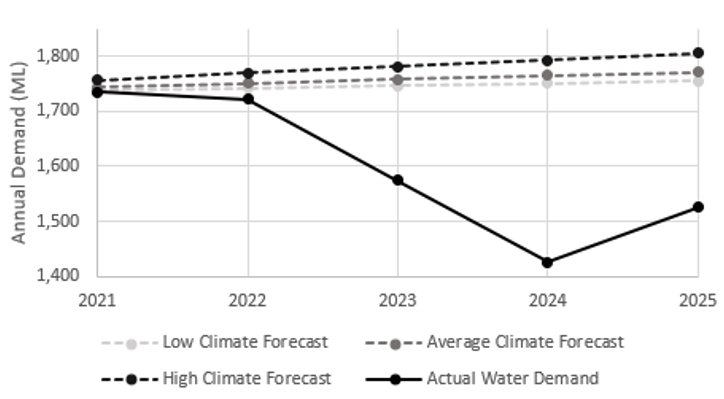 Annual Demand (ML)
1,800
1,700
1,600
1,500
1,400
2021 2022 2023 2024 2025
Low Climate Forecast Average Climate Forecast
High Climate Forecast Actual Water Demand